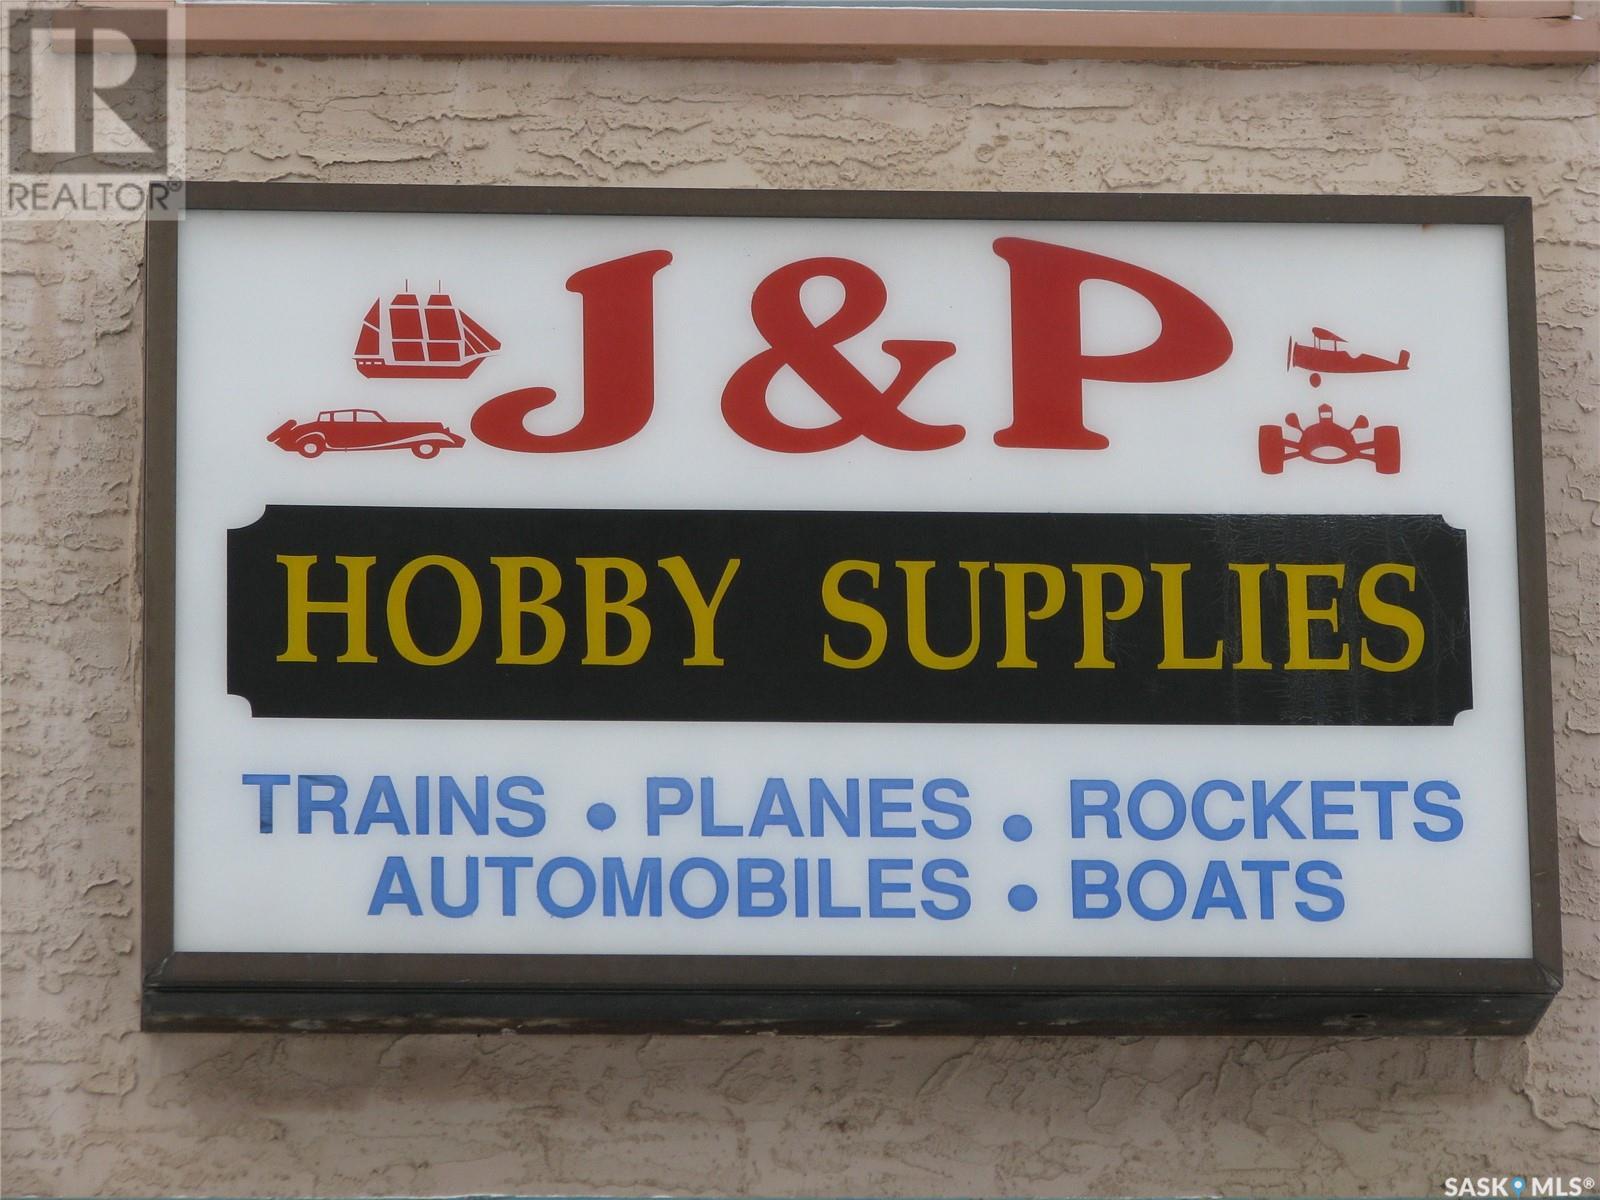 R
REALTOR®
J&P
HOBBY SUPPLIES
TRAINS • PLANES • ROCKETS
AUTOMOBILES • BOATS
SASK MLS®